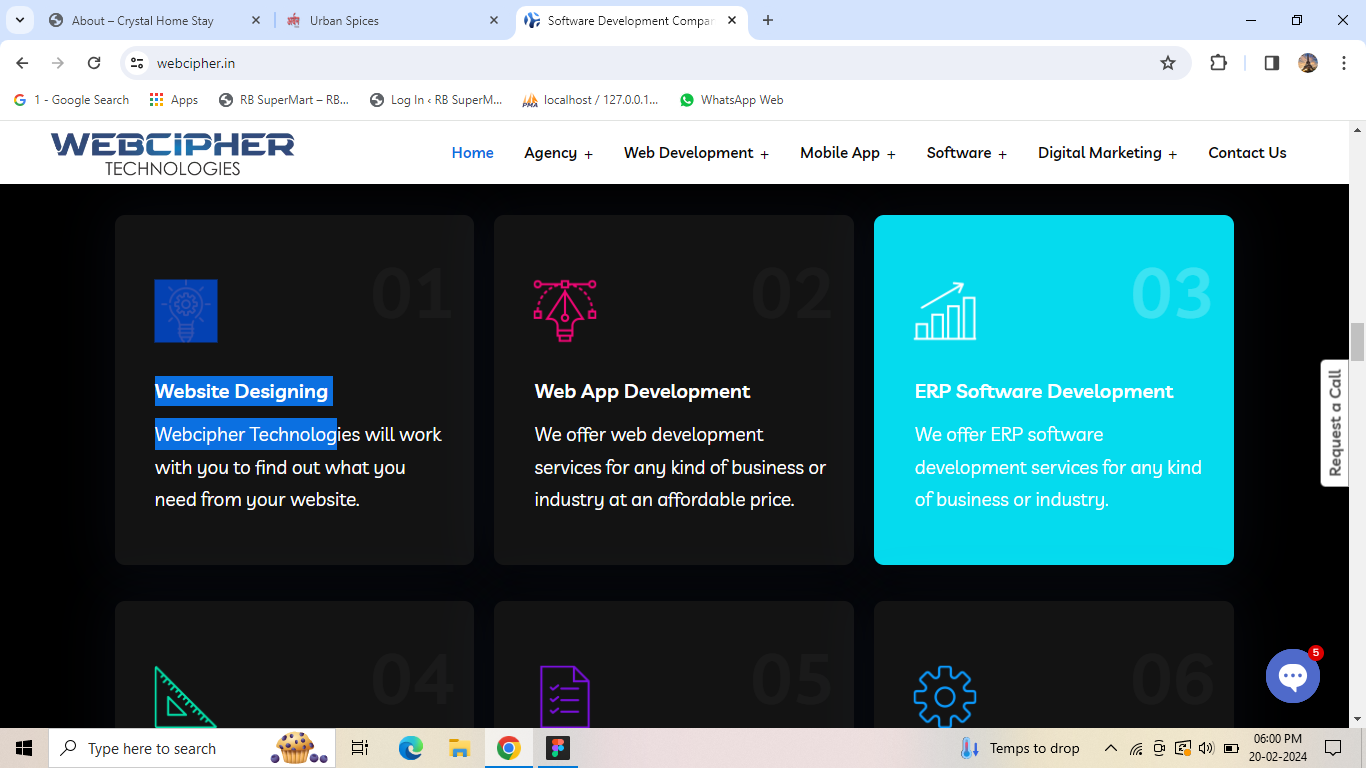 About – Crystal Home Stay
Urban Spices
Software Development Compan
webcipher.in
1 - Google Search
Apps
RB SuperMart – RB...
Log In ‹ RB SuperM...
localhost / 127.0.0.1...
WhatsApp Web
WEBCIPHER
TECHNOLOGIES
Home
Agency +
Web Development +
Mobile App +
Software +
Digital Marketing +
Contact Us
01
Website Designing
Webcipher Technologies will work
with you to find out what you
need from your website.
02
Web App Development
We offer web development
services for any kind of business or
industry at an affordable price.
03
ERP Software Development
We offer ERP software
development services for any kind
of business or industry.
Request a Call
04
05
06
5
Type here to search
Temps to drop
06:00 PM
20-02-2024